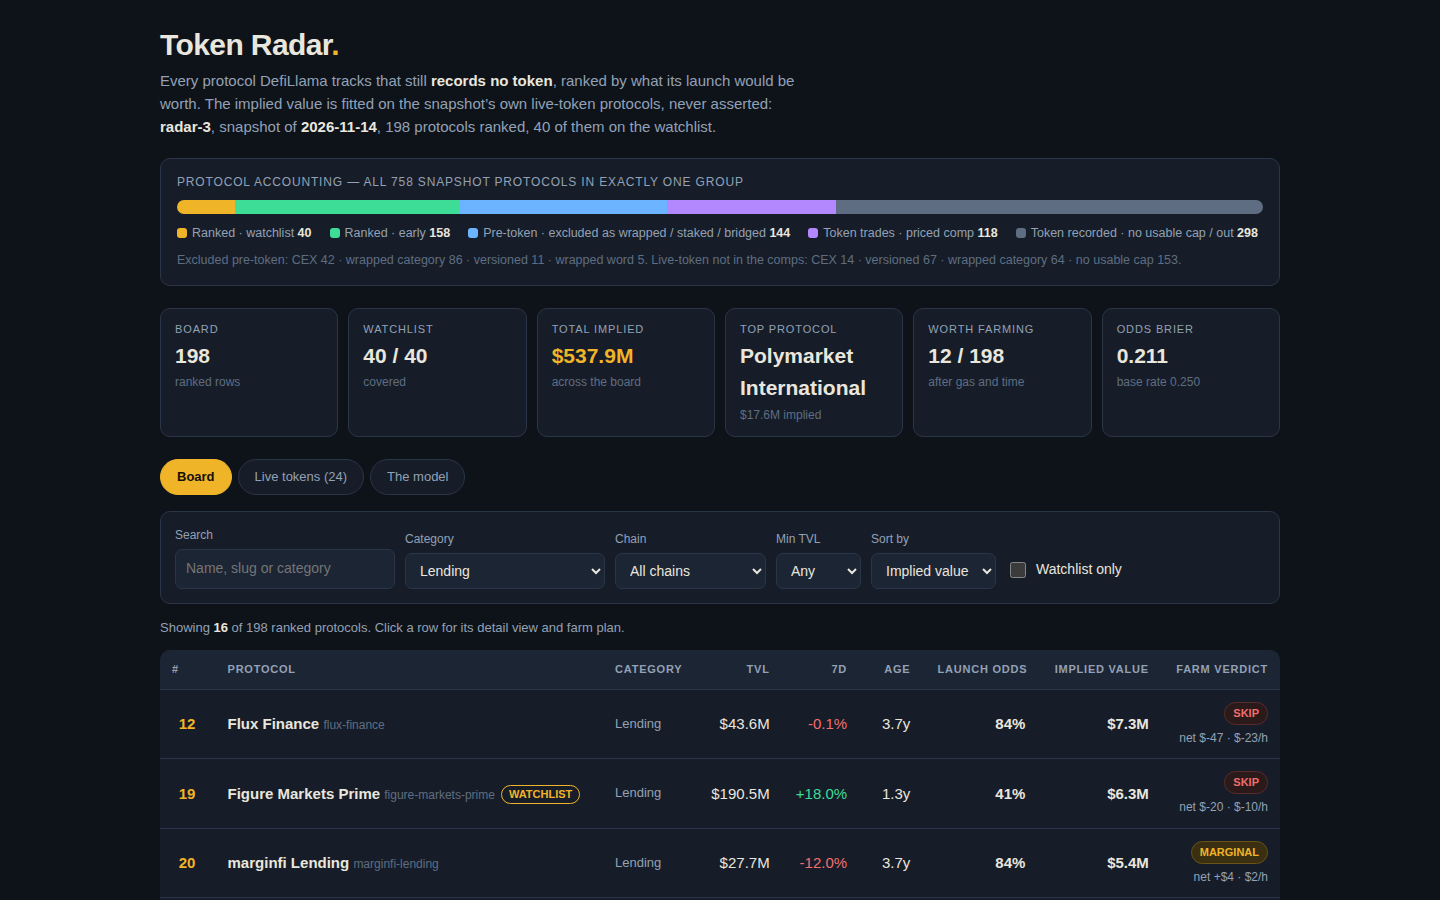 Token Radar.
Every protocol DefiLlama tracks that still records no token, ranked by what its launch would be
worth. The implied value is fitted on the snapshot's own live-token protocols, never asserted:
radar-3, snapshot of 2026-11-14, 198 protocols ranked, 40 of them on the watchlist.
PROTOCOL ACCOUNTING — ALL 758 SNAPSHOT PROTOCOLS IN EXACTLY ONE GROUP
Ranked · watchlist 40 Ranked · early 158 Pre-token · excluded as wrapped / staked / bridged 144 Token trades · priced comp 118 Token recorded · no usable cap / out 298
Excluded pre-token: CEX 42 · wrapped category 86 · versioned 11 · wrapped word 5. Live-token not in the comps: CEX 14 · versioned 67 · wrapped category 64 · no usable cap 153.
BOARD
198
ranked rows
WATCHLIST
40 / 40
covered
TOTAL IMPLIED
$537.9M
across the board
TOP PROTOCOL
Polymarket
International
$17.6M implied
WORTH FARMING
12 / 198
after gas and time
ODDS BRIER
0.211
base rate 0.250
Board Live tokens (24) The model
Search Category Chain Min TVL Sort by
Name, slug or category Lending All chains Any Implied value Watchlist only
Showing 16 of 198 ranked protocols. Click a row for its detail view and farm plan.
# PROTOCOL CATEGORY TVL 7D AGE LAUNCH ODDS IMPLIED VALUE FARM VERDICT
12 Flux Finance flux-finance Lending $43.6M -0.1% 3.7y 84% $7.3M SKIP
net $-47 · $-23/h
19 Figure Markets Prime figure-markets-prime WATCHLIST Lending $190.5M +18.0% 1.3y 41% $6.3M SKIP
net $-20 · $-10/h
20 marginfi Lending marginfi-lending Lending $27.7M -12.0% 3.7y 84% $5.4M MARGINAL
net +$4 · $2/h